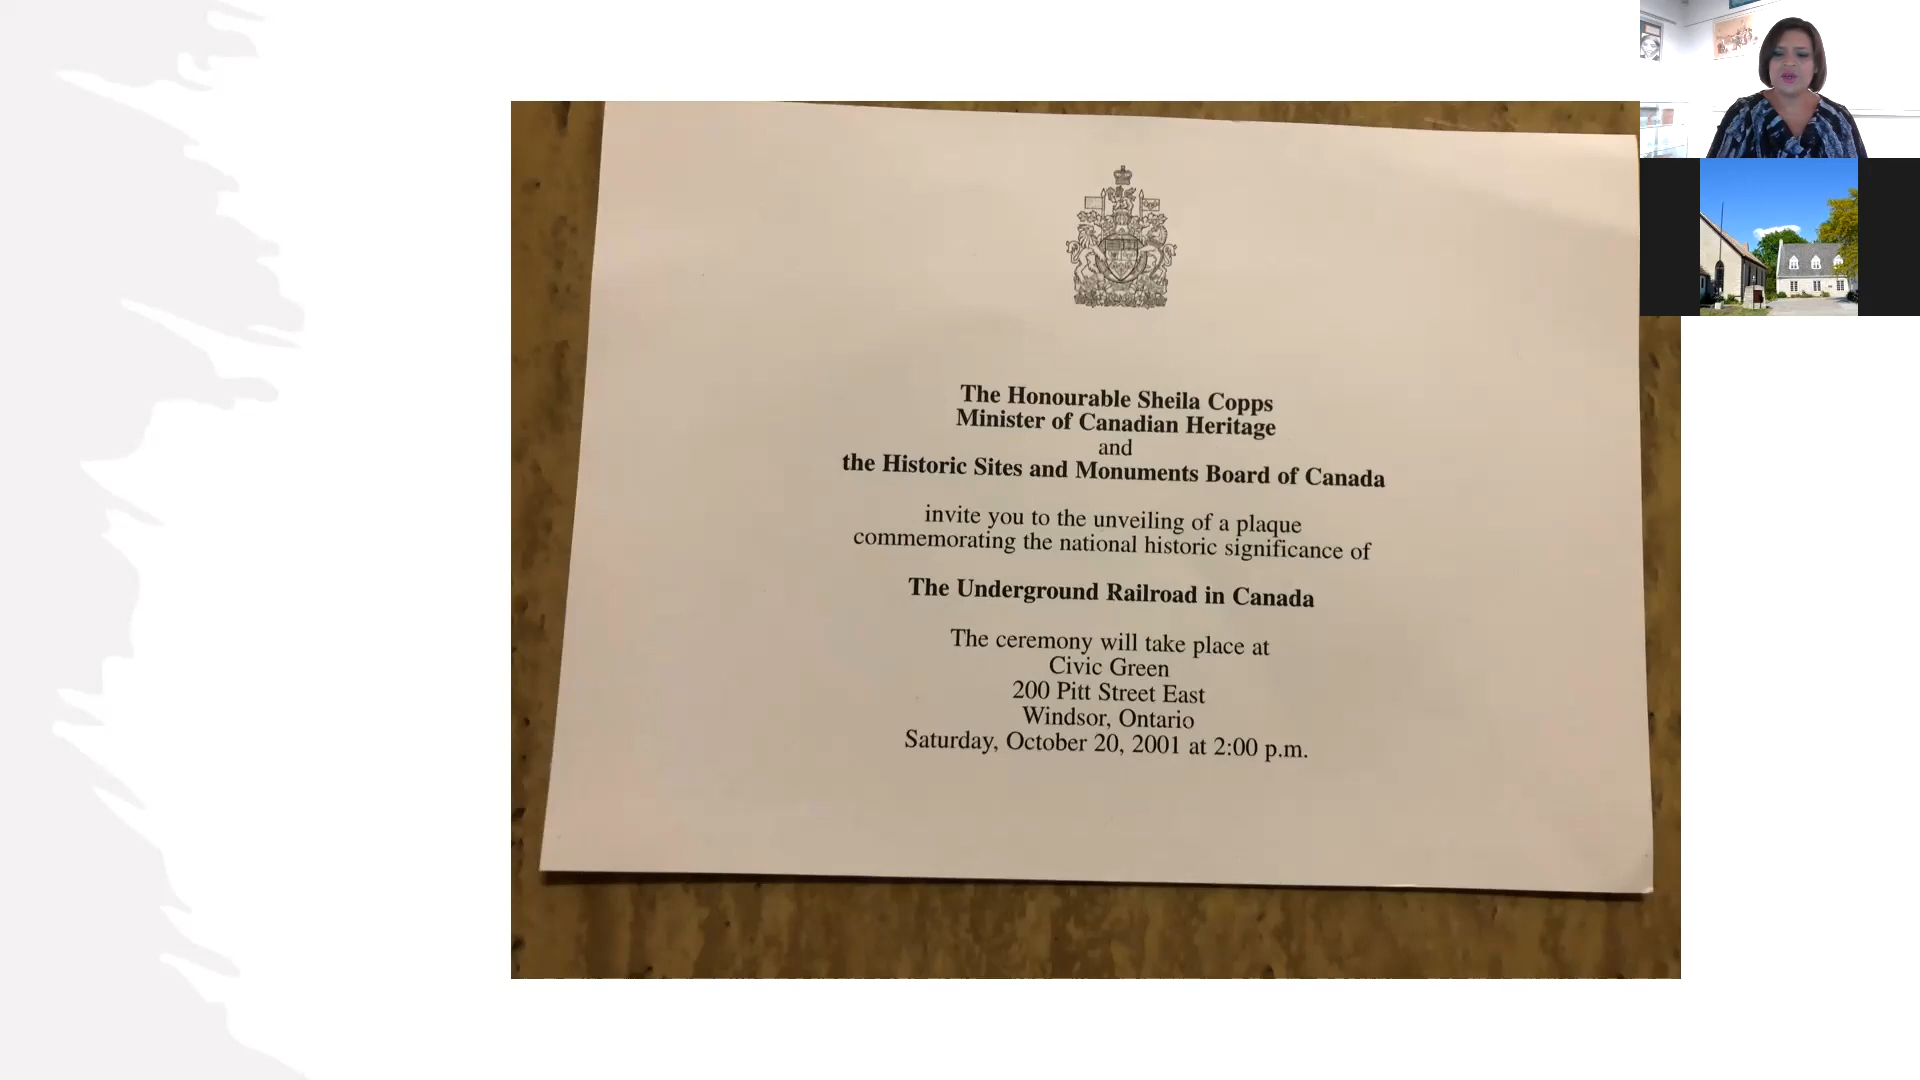 The Honourable Sheila Copps
Minister of Canadian Heritage
and
the Historic Sites and Monuments Board of Canada
invite you to the unveiling of a plaque
commemorating the national historic significance of
The Underground Railroad in Canada
The ceremony will take place at
Civic Green
200 Pitt Street East
Windsor, Ontario
Saturday, October 20, 2001 at 2:00 p.m.